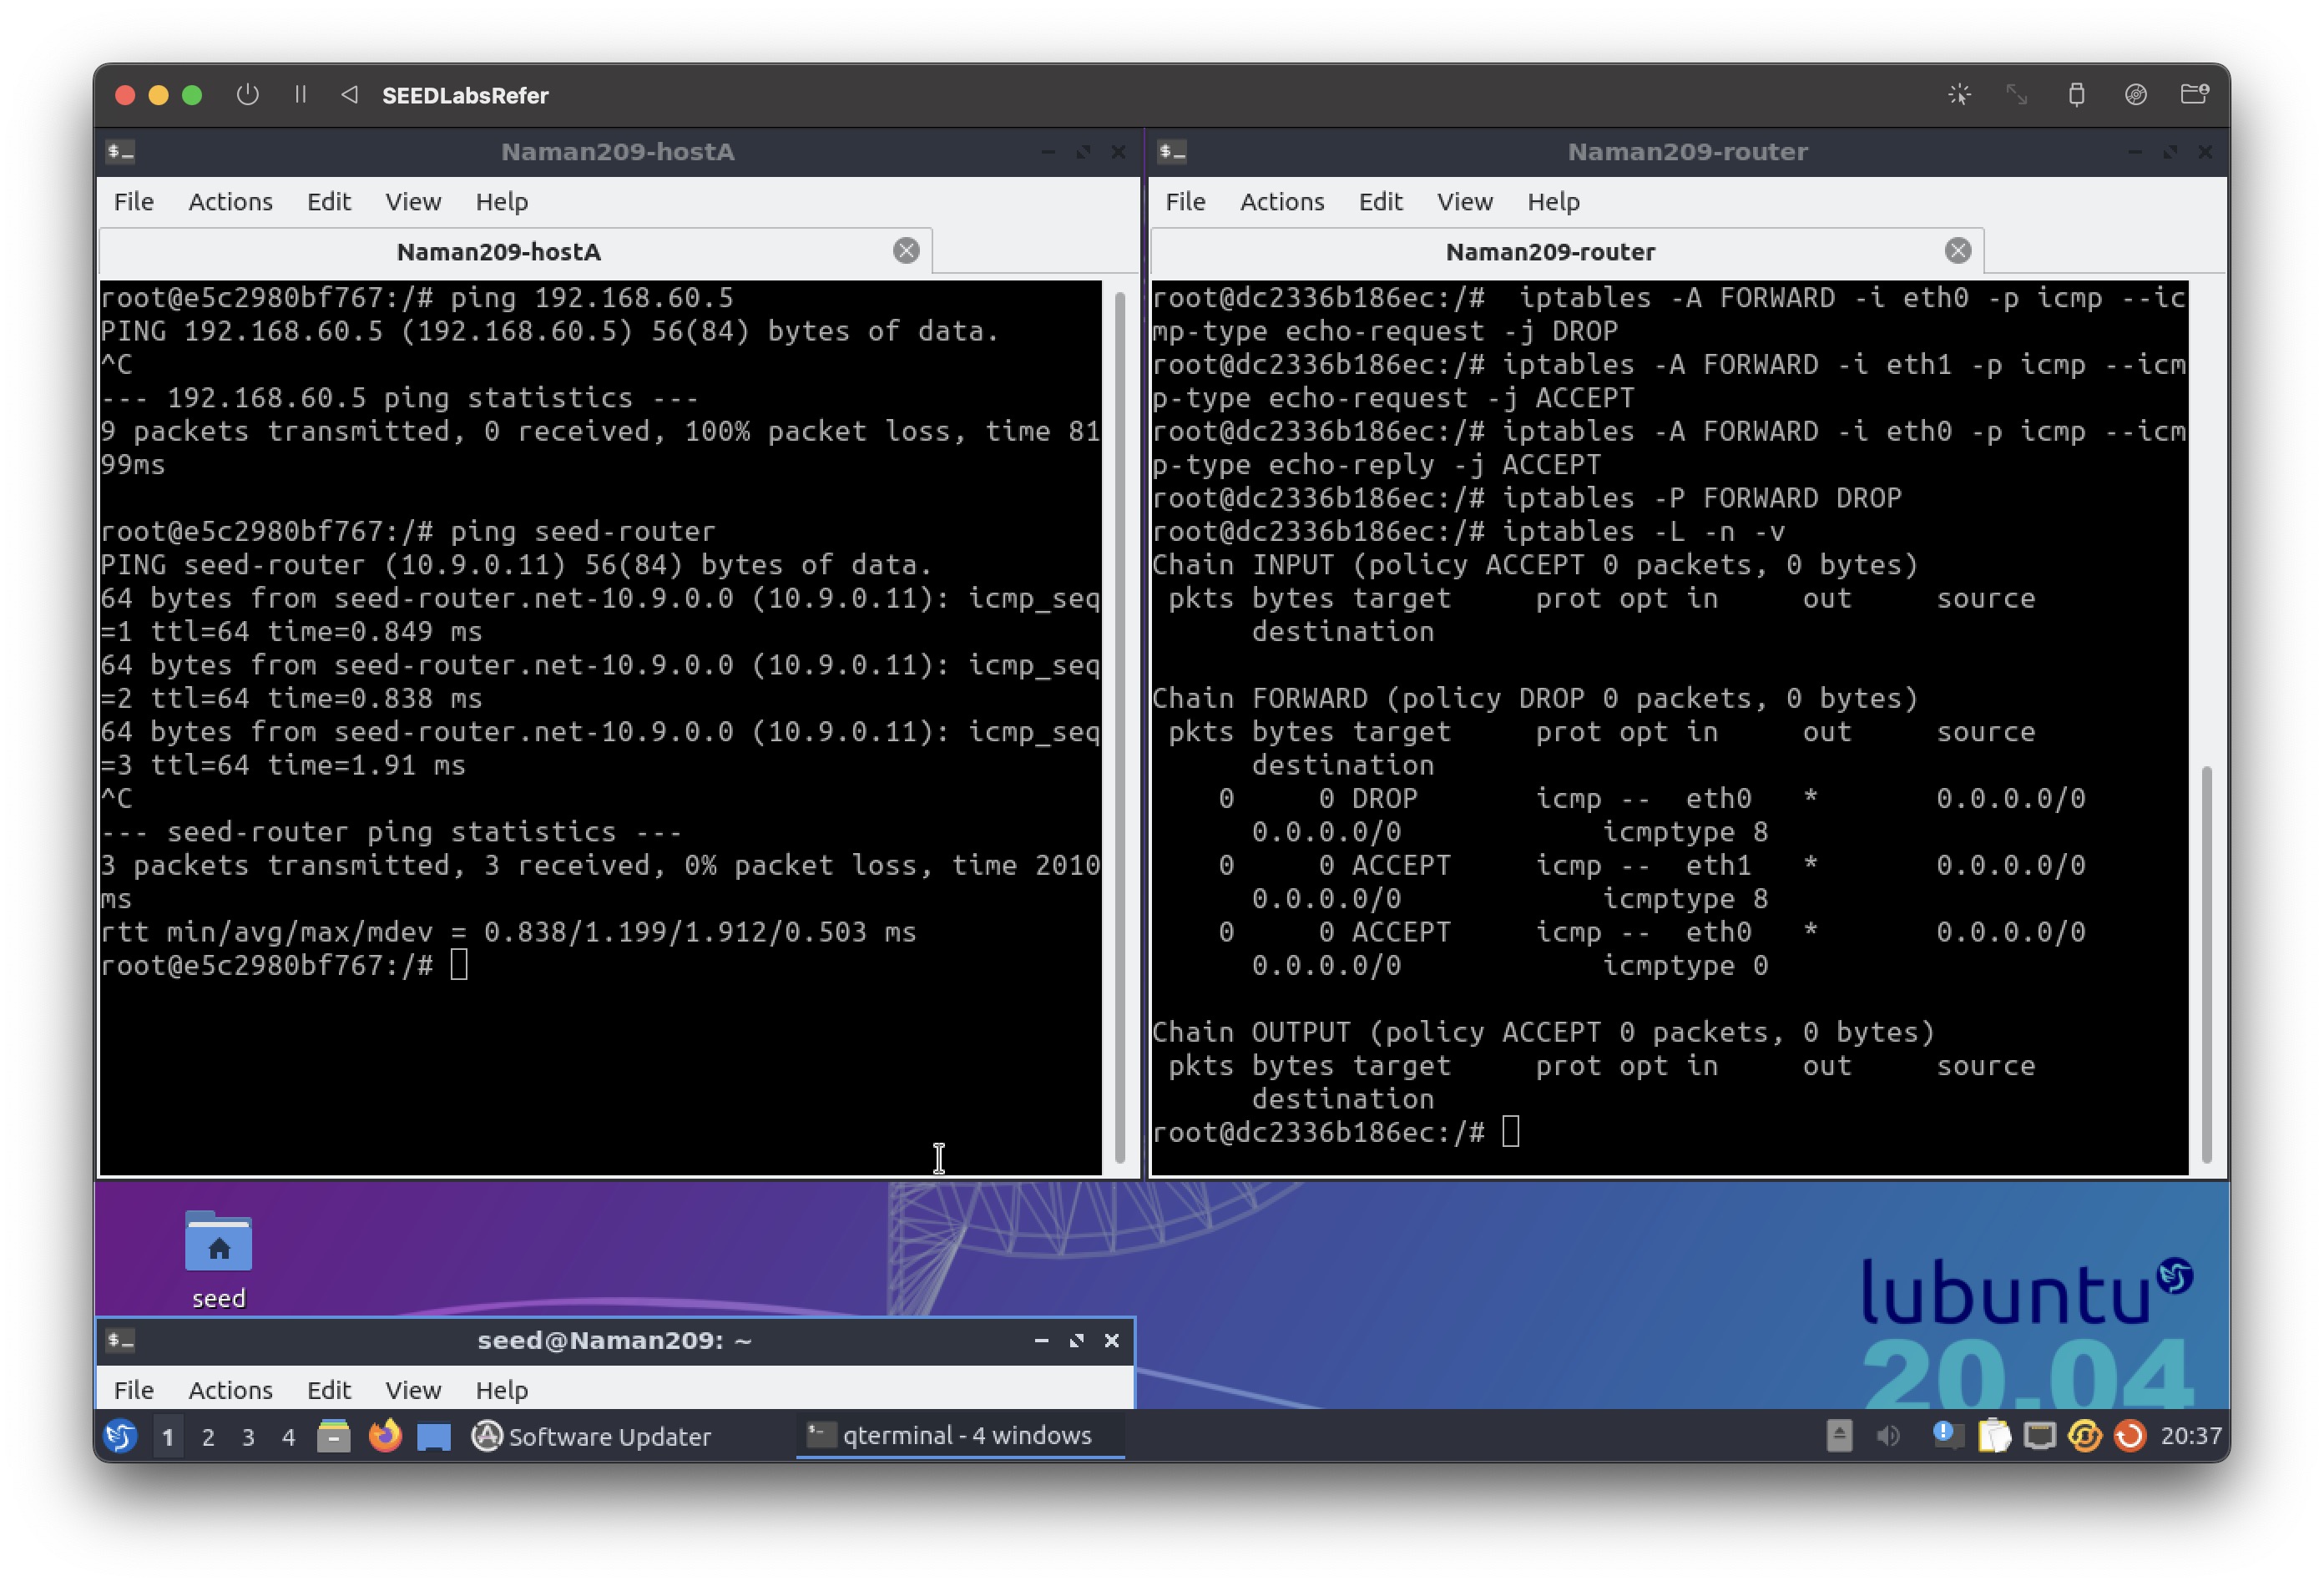 SEEDLabsRefer
Naman209-hostA
File Actions Edit View Help
Naman209-hostA
root@e5c2980bf767:/# ping 192.168.60.5
PING 192.168.60.5 (192.168.60.5) 56(84) bytes of data.
^C
--- 192.168.60.5 ping statistics ---
9 packets transmitted, 0 received, 100% packet loss, time 81
99ms
root@e5c2980bf767:/# ping seed-router
PING seed-router (10.9.0.11) 56(84) bytes of data.
64 bytes from seed-router.net-10.9.0.0 (10.9.0.11): icmp_seq
=1 ttl=64 time=0.849 ms
64 bytes from seed-router.net-10.9.0.0 (10.9.0.11): icmp_seq
=2 ttl=64 time=0.838 ms
64 bytes from seed-router.net-10.9.0.0 (10.9.0.11): icmp_seq
=3 ttl=64 time=1.91 ms
^C
--- seed-router ping statistics ---
3 packets transmitted, 3 received, 0% packet loss, time 2010
ms
rtt min/avg/max/mdev = 0.838/1.199/1.912/0.503 ms
root@e5c2980bf767:/#
Naman209-router
File Actions Edit View Help
Naman209-router
root@dc2336b186ec:/#  iptables -A FORWARD -i eth0 -p icmp --ic
mp-type echo-request -j DROP
root@dc2336b186ec:/# iptables -A FORWARD -i eth1 -p icmp --icm
p-type echo-request -j ACCEPT
root@dc2336b186ec:/# iptables -A FORWARD -i eth0 -p icmp --icm
p-type echo-reply -j ACCEPT
root@dc2336b186ec:/# iptables -P FORWARD DROP
root@dc2336b186ec:/# iptables -L -n -v
Chain INPUT (policy ACCEPT 0 packets, 0 bytes)
 pkts bytes target     prot opt in     out     source
      destination
Chain FORWARD (policy DROP 0 packets, 0 bytes)
 pkts bytes target     prot opt in     out     source
      destination
    0     0 DROP       icmp --  eth0   *       0.0.0.0/0
      0.0.0.0/0            icmptype 8
    0     0 ACCEPT     icmp --  eth1   *       0.0.0.0/0
      0.0.0.0/0            icmptype 8
    0     0 ACCEPT     icmp --  eth0   *       0.0.0.0/0
      0.0.0.0/0            icmptype 0
Chain OUTPUT (policy ACCEPT 0 packets, 0 bytes)
 pkts bytes target     prot opt in     out     source
      destination
root@dc2336b186ec:/#
seed
lubuntu
20.04
seed@Naman209: ~
File Actions Edit View Help
1 2 3 4 Software Updater qterminal - 4 windows 20:37